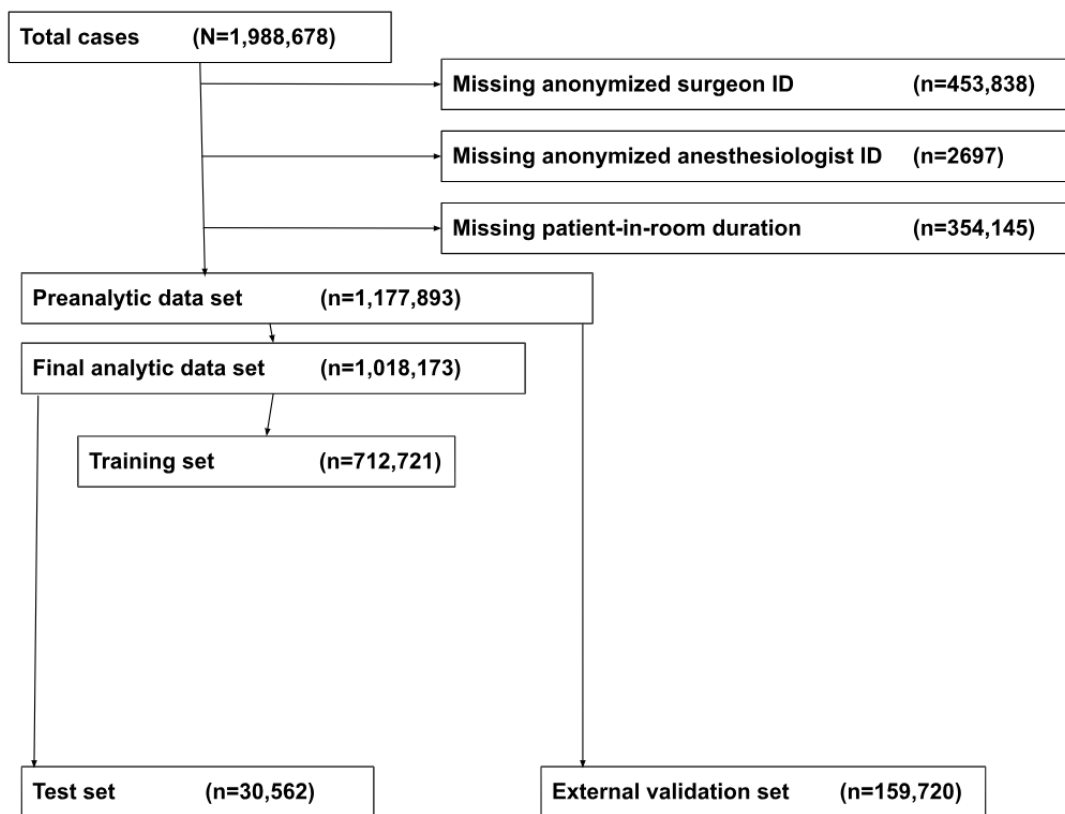 Total cases (N=1,988,678)
Missing anonymized surgeon ID (n=453,838)
Missing anonymized anesthesiologist ID (n=2697)
Missing patient-in-room duration (n=354,145)
Preanalytic data set (n=1,177,893)
Final analytic data set (n=1,018,173)
Training set (n=712,721)
Test set (n=30,562)
External validation set (n=159,720)